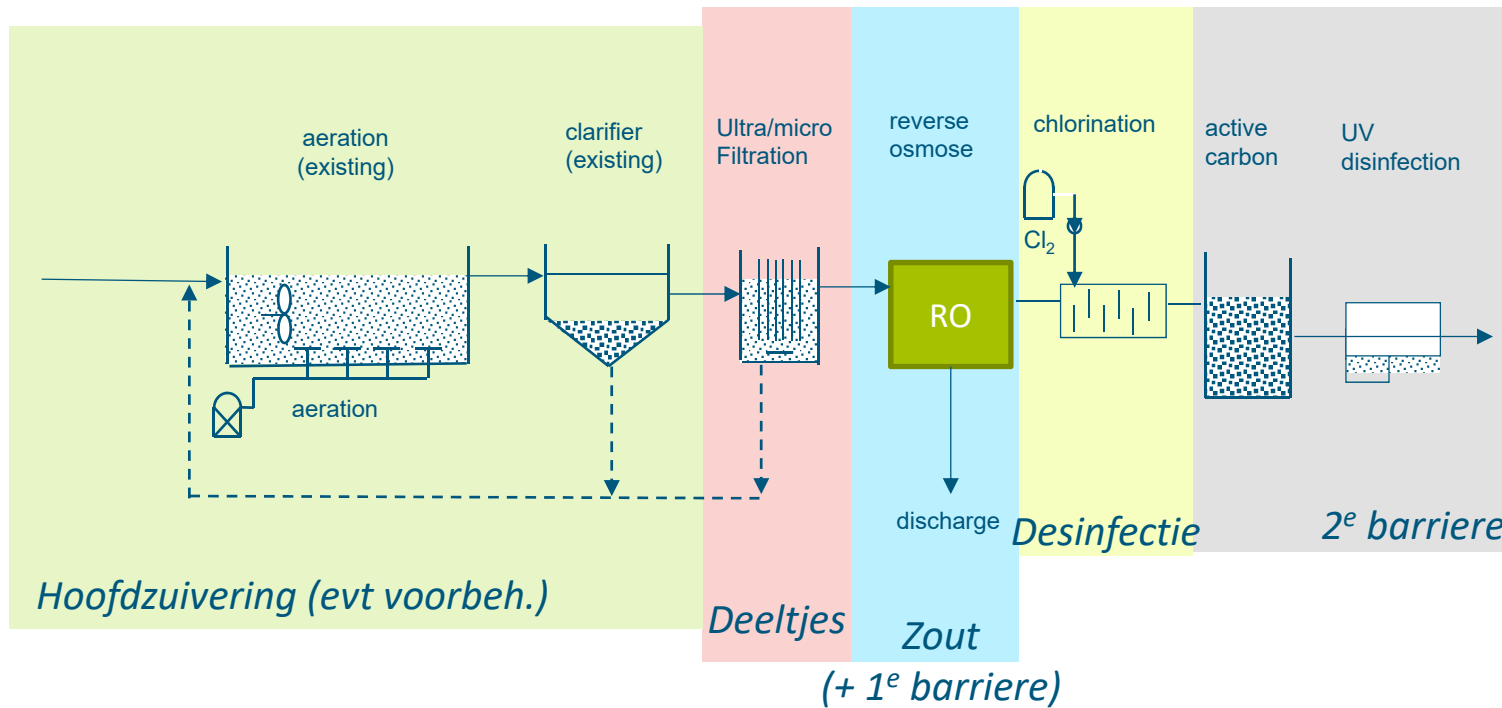 aeration
(existing)
clarifier
(existing)
Ultra/micro
Filtration
reverse
osmose
chlorination
active
carbon
UV
disinfection
Cl₂
RO
aeration
discharge
Hoofdzuivering (evt voorbeh.)
Deeltjes
Zout
(+ 1ᵉ barriere)
Desinfectie
2ᵉ barriere